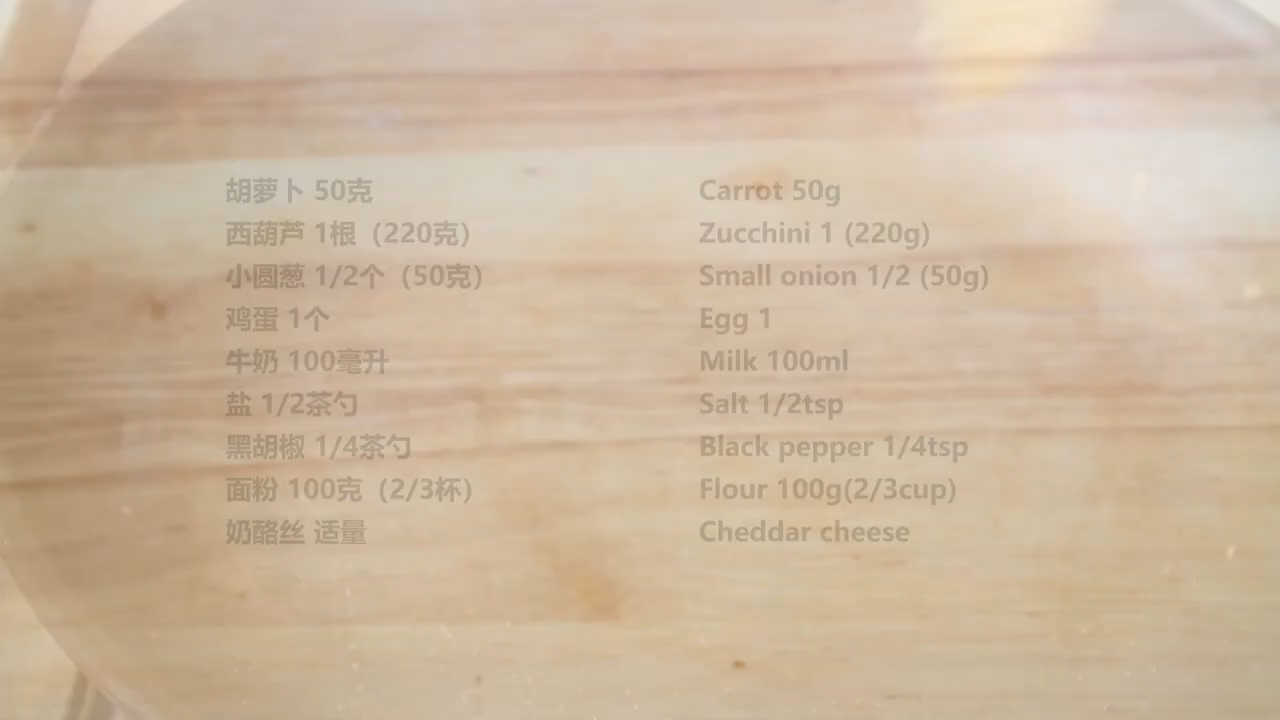 胡萝卜 50克
西葫芦 1根（220克）
小圆葱 1/2个（50克）
鸡蛋 1个
牛奶 100毫升
盐 1/2茶勺
黑胡椒 1/4茶勺
面粉 100克（2/3杯）
奶酪丝 适量
Carrot 50g
Zucchini 1 (220g)
Small onion 1/2 (50g)
Egg 1
Milk 100ml
Salt 1/2tsp
Black pepper 1/4tsp
Flour 100g(2/3cup)
Cheddar cheese